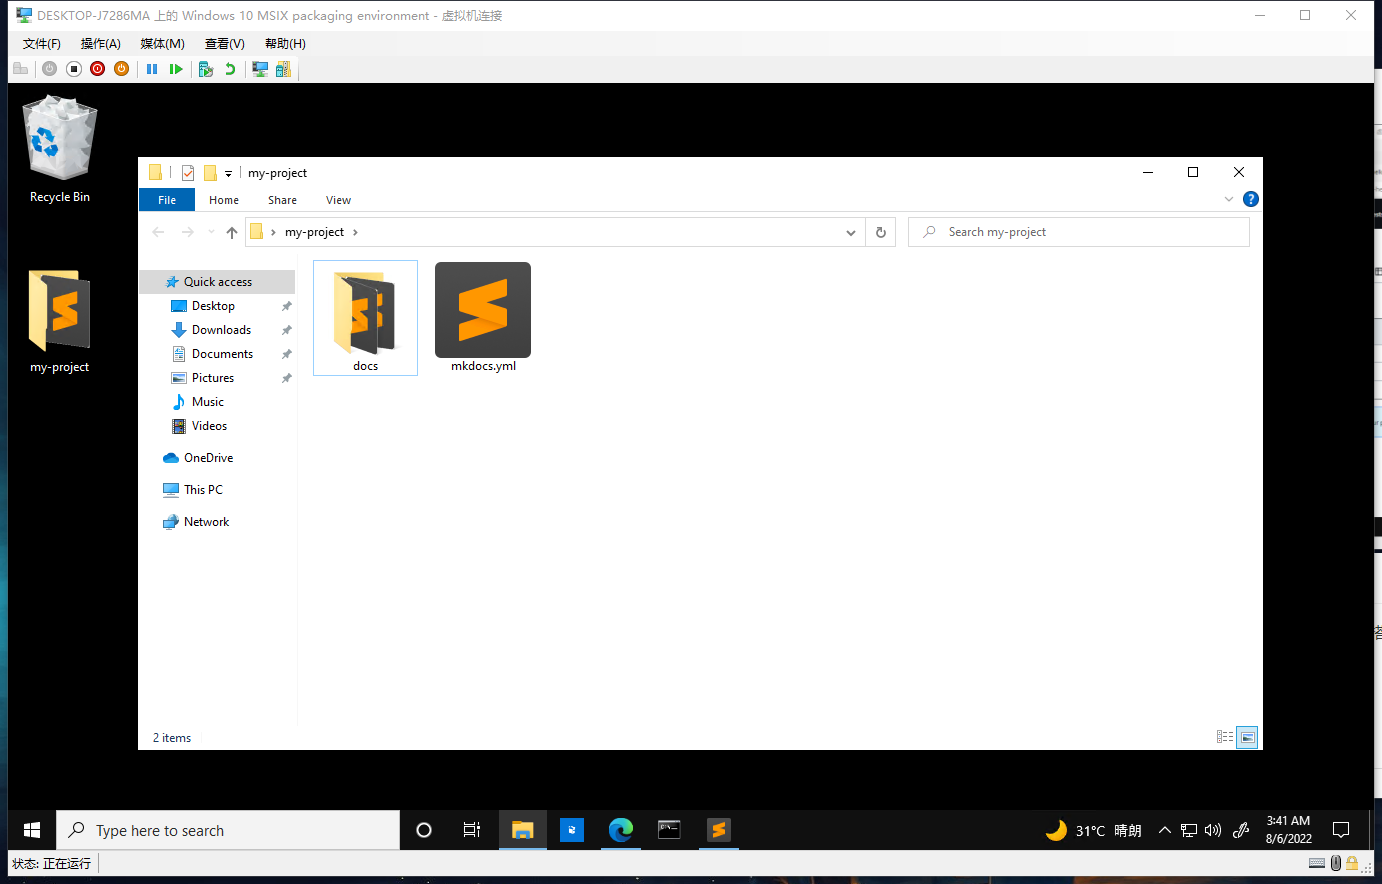 DESKTOP-J7286MA 上的 Windows 10 MSIX packaging environment - 虚拟机连接
文件(F) 操作(A) 媒体(M) 查看(V) 帮助(H)
Recycle Bin
my-project
my-project
File Home Share View
my-project
Search my-project
Quick access
Desktop
Downloads
Documents
Pictures
Music
Videos
OneDrive
This PC
Network
docs
mkdocs.yml
2 items
Type here to search
31°C 晴朗
3:41 AM
8/6/2022
状态: 正在运行